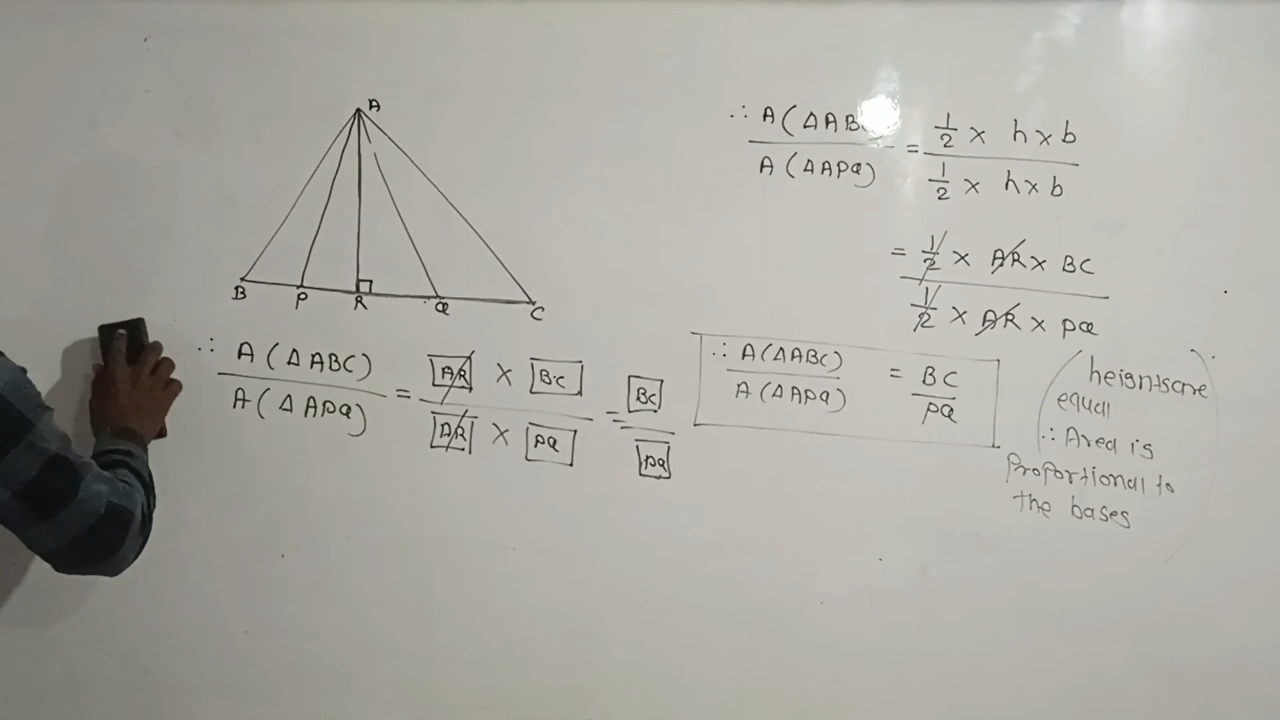 A
B P R Q C
∴ A(ΔABC) / A(ΔAPQ) = AR × BC / AR × PQ = BC / PQ
∴ A(ΔAB / A(ΔAPQ) = 1/2 × h × b / 1/2 × h × b
= 1/2 × AR × BC / 1/2 × AR × PQ
∴ A(ΔABC) / A(ΔAPQ) = BC / PQ
(heights are
equal
∴ Area is
Proportional to
the bases)